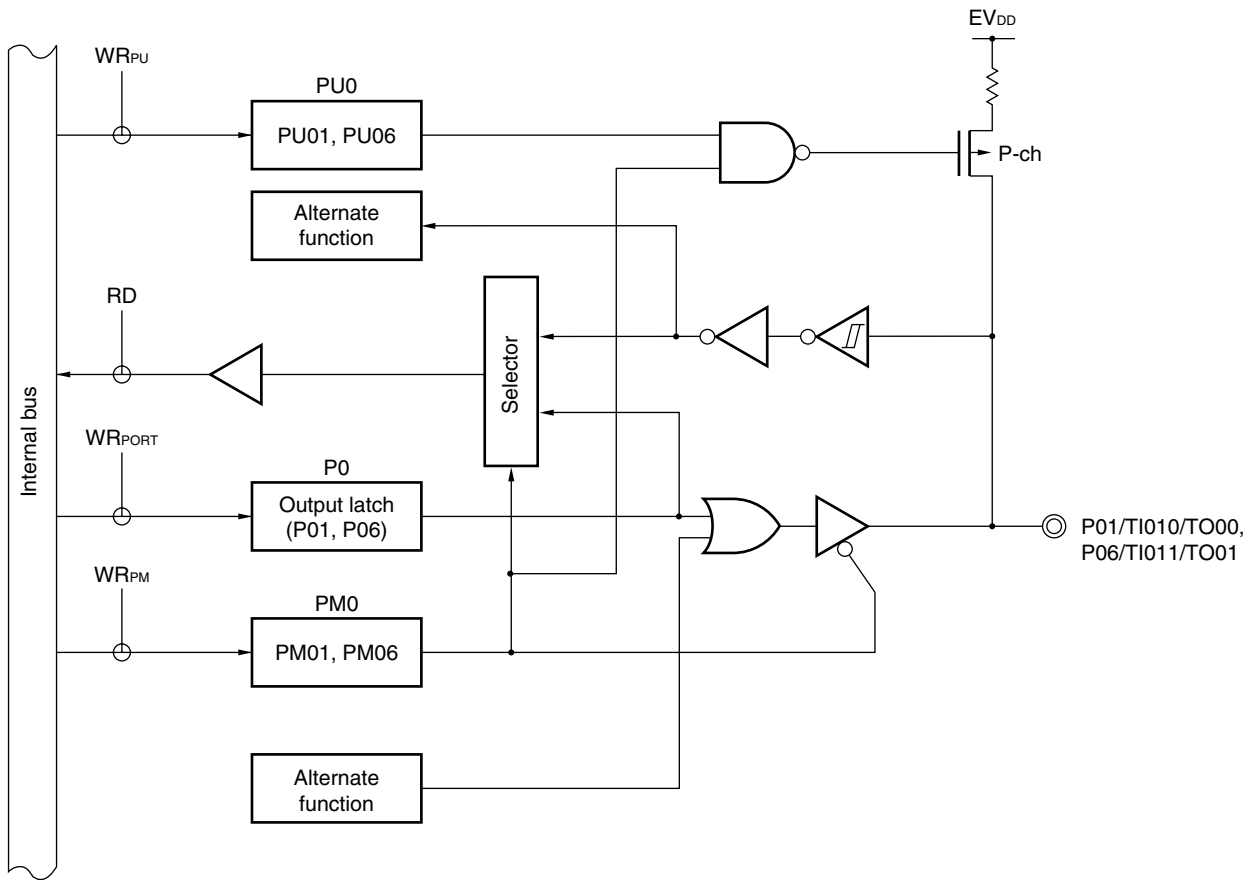 EVDD
WRPU
PU0
PU01, PU06
P-ch
Alternate
function
RD
Selector
Internal bus
WRPORT
P0
Output latch
(P01, P06)
P01/TI010/TO00,
P06/TI011/TO01
WRPM
PM0
PM01, PM06
Alternate
function